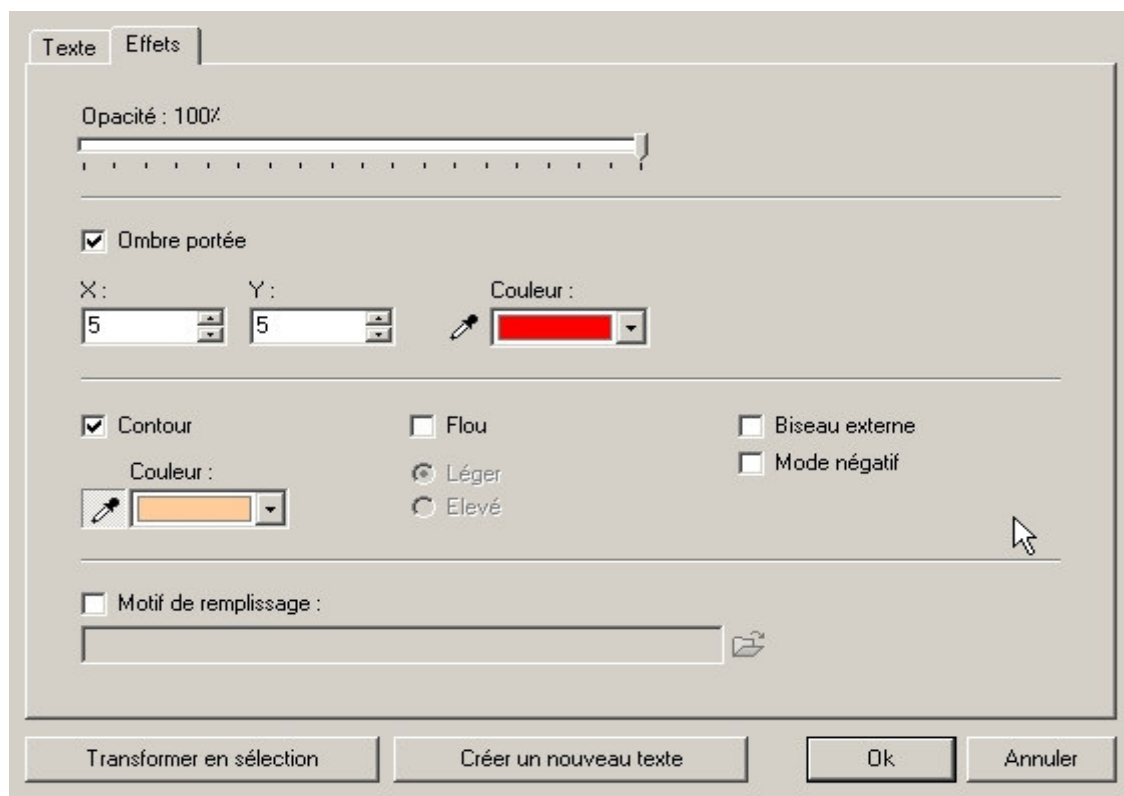 Texte Effets
Opacité : 100%
Ombre portée
X : Y : Couleur :
5 5
Contour Flou Biseau externe
Couleur : Léger Mode négatif
Elevé
Motif de remplissage :
Transformer en sélection Créer un nouveau texte Ok Annuler